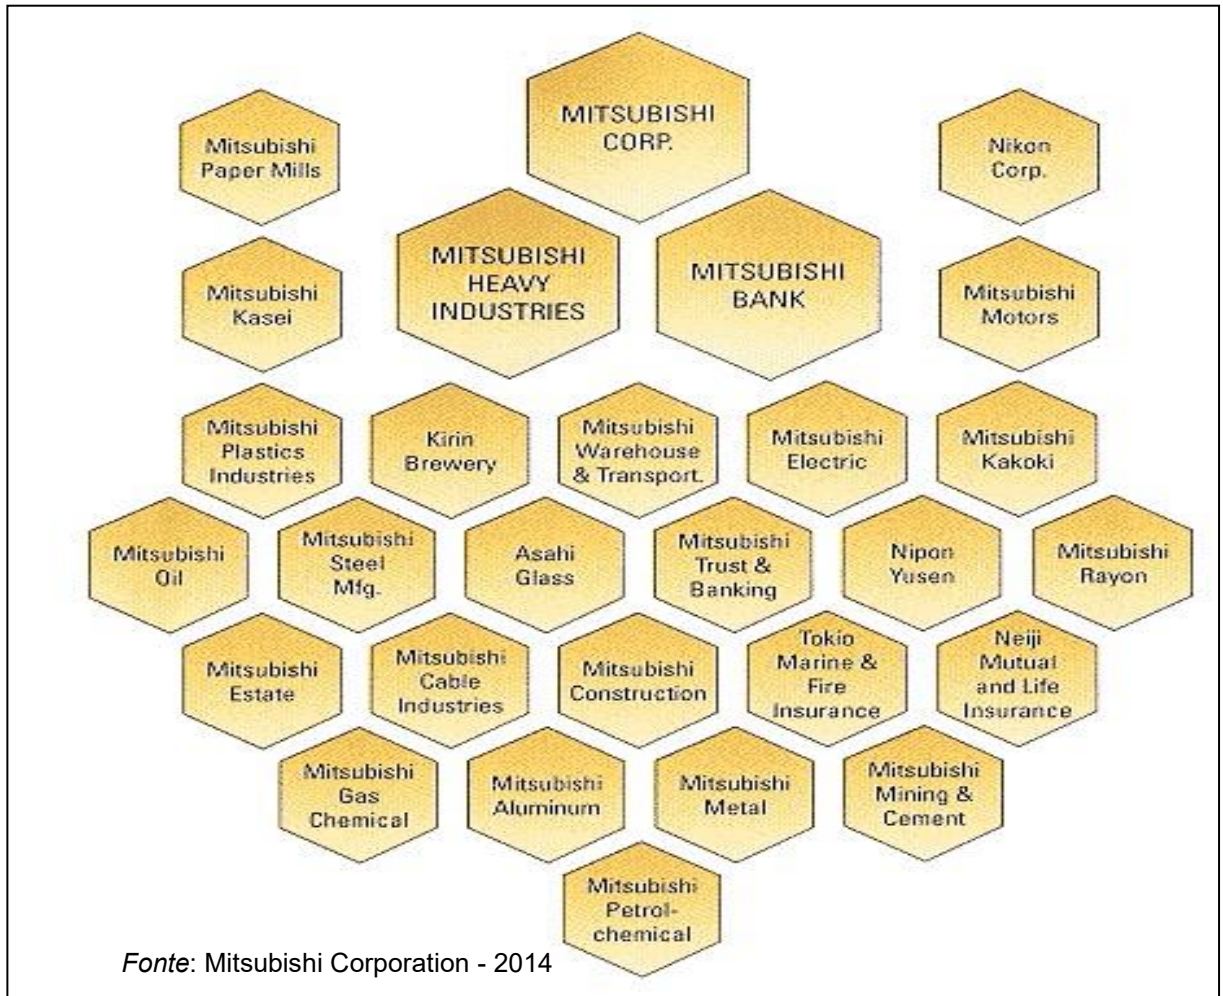 MITSUBISHI
CORP.
Mitsubishi
Paper Mills
Nikon
Corp.
MITSUBISHI
HEAVY
INDUSTRIES
MITSUBISHI
BANK
Mitsubishi
Kasei
Mitsubishi
Motors
Mitsubishi
Plastics
Industries
Kirin
Brewery
Mitsubishi
Warehouse
& Transport.
Mitsubishi
Electric
Mitsubishi
Kakoki
Mitsubishi
Oil
Mitsubishi
Steel
Mfg.
Asahi
Glass
Mitsubishi
Trust &
Banking
Nipon
Yusen
Mitsubishi
Rayon
Mitsubishi
Estate
Mitsubishi
Cable
Industries
Mitsubishi
Construction
Tokio
Marine &
Fire
Insurance
Neiji
Mutual
and Life
Insurance
Mitsubishi
Gas
Chemical
Mitsubishi
Aluminum
Mitsubishi
Metal
Mitsubishi
Mining &
Cement
Mitsubishi
Petrol-
chemical
Fonte: Mitsubishi Corporation - 2014